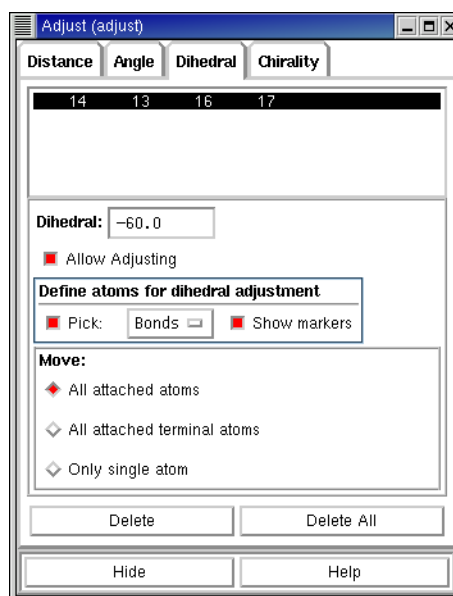 Adjust (adjust)
Distance Angle Dihedral Chirality
14 13 16 17
Dihedral: -60.0
Allow Adjusting
Define atoms for dihedral adjustment
Pick: Bonds Show markers
Move:
All attached atoms
All attached terminal atoms
Only single atom
Delete Delete All
Hide Help